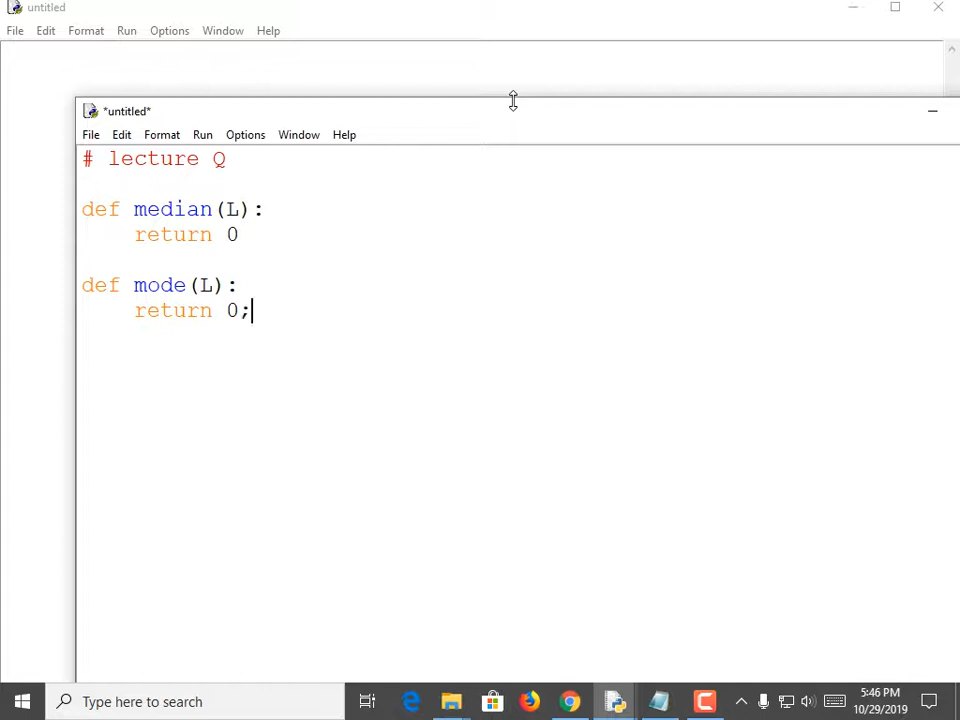 untitled
File Edit Format Run Options Window Help
*untitled*
File Edit Format Run Options Window Help
# lecture Q
def median(L):
    return 0
def mode(L):
    return 0;
Type here to search
5:46 PM
10/29/2019